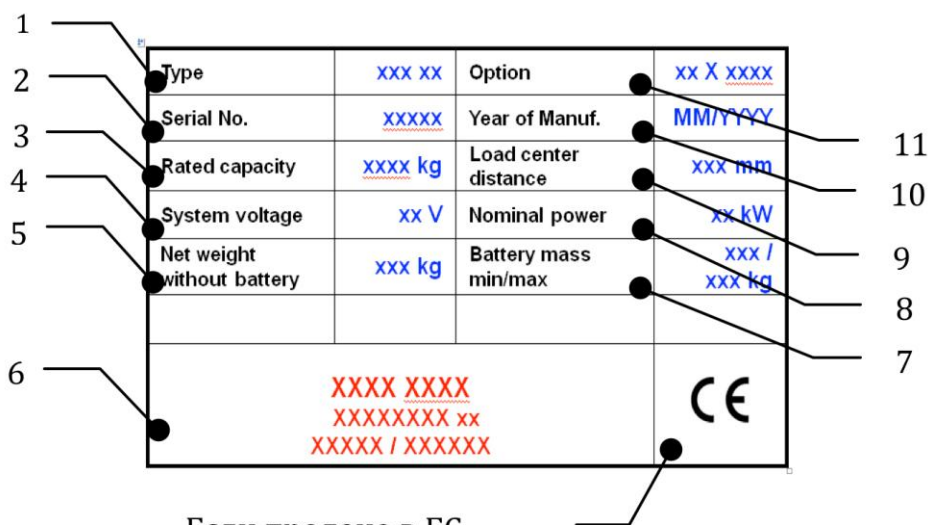 1
2
3
4
5
6
Type xxx xx Option xx X xxxx
Serial No. xxxxx Year of Manuf. MM/YYYY
Rated capacity xxxx kg Load center
distance xxx mm
System voltage xx V Nominal power xx kW
Net weight
without battery xxx kg Battery mass
min/max xxx /
xxx kg
XXXX XXXX
XXXXXXXX xx
XXXXX / XXXXXX
CE
11
10
9
8
7